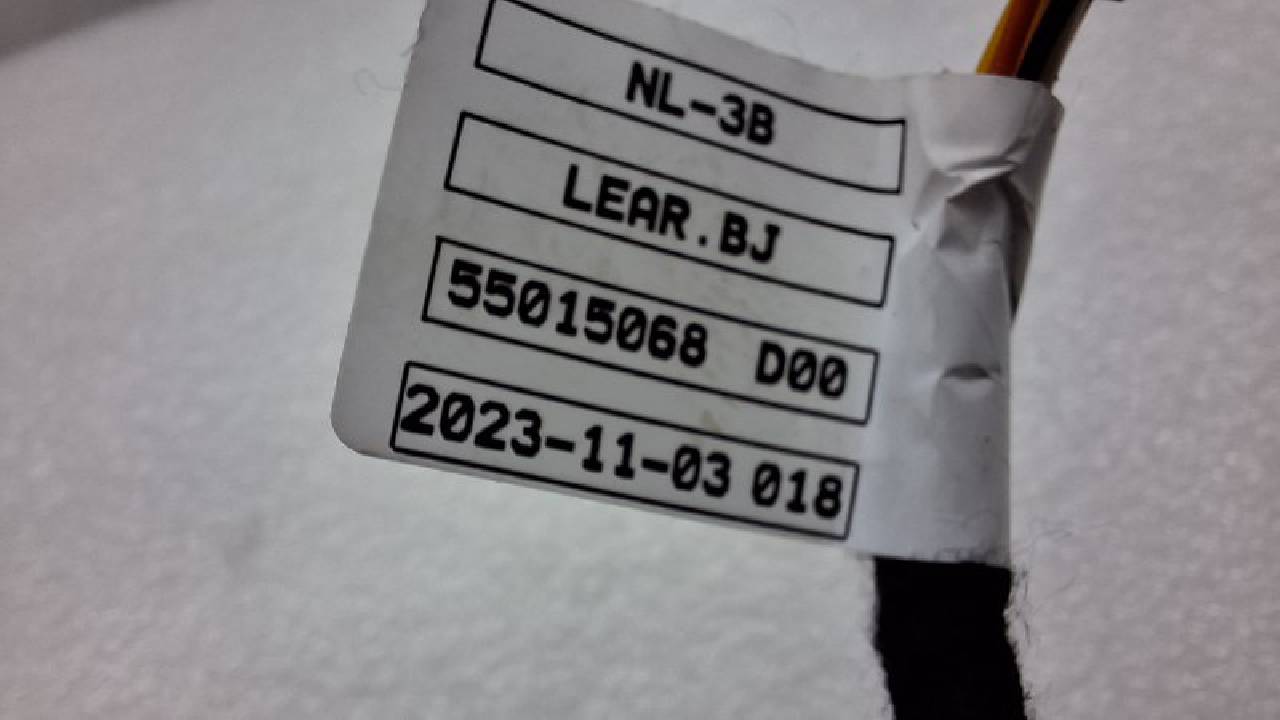 NL-3B
LEAR.BJ
55015068 D00
2023-11-03 018